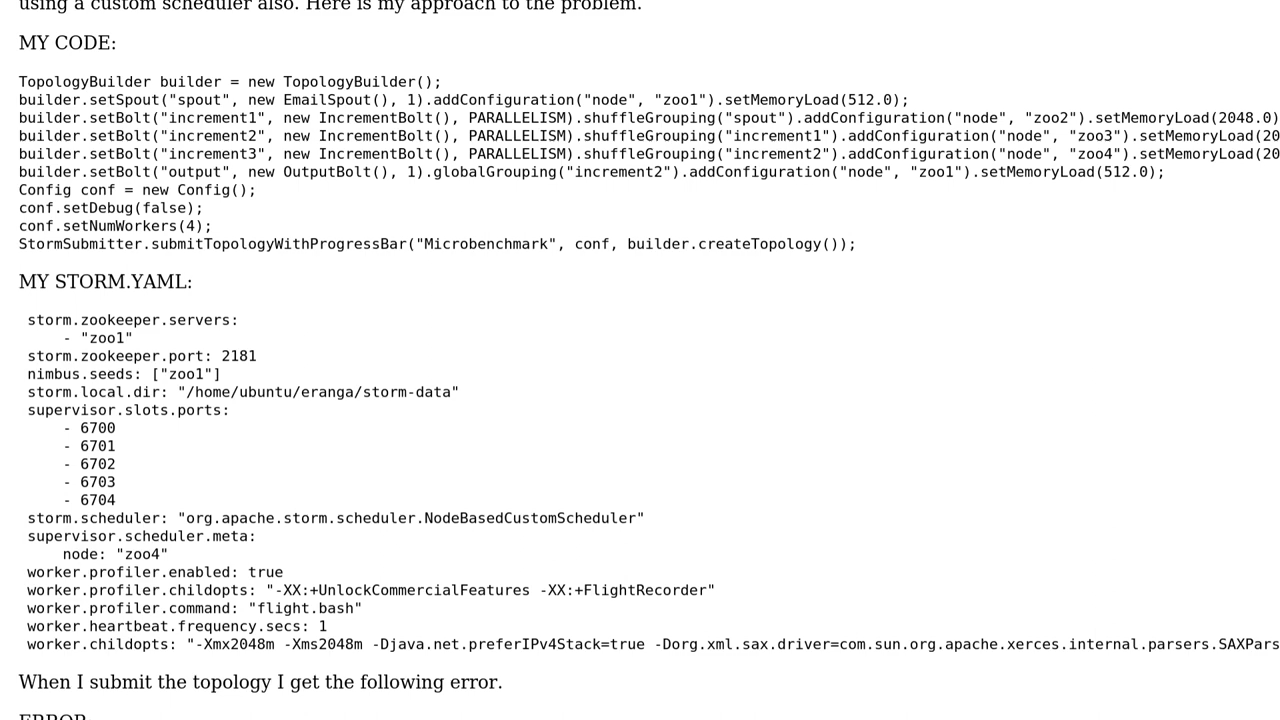 using a custom scheduler also. Here is my approach to the problem.
MY CODE:
TopologyBuilder builder = new TopologyBuilder();
builder.setSpout("spout", new EmailSpout(), 1).addConfiguration("node", "zoo1").setMemoryLoad(512.0);
builder.setBolt("increment1", new IncrementBolt(), PARALLELISM).shuffleGrouping("spout").addConfiguration("node", "zoo2").setMemoryLoad(2048.0)
builder.setBolt("increment2", new IncrementBolt(), PARALLELISM).shuffleGrouping("increment1").addConfiguration("node", "zoo3").setMemoryLoad(20
builder.setBolt("increment3", new IncrementBolt(), PARALLELISM).shuffleGrouping("increment2").addConfiguration("node", "zoo4").setMemoryLoad(20
builder.setBolt("output", new OutputBolt(), 1).globalGrouping("increment2").addConfiguration("node", "zoo1").setMemoryLoad(512.0);
Config conf = new Config();
conf.setDebug(false);
conf.setNumWorkers(4);
StormSubmitter.submitTopologyWithProgressBar("Microbenchmark", conf, builder.createTopology());
MY STORM.YAML:
storm.zookeeper.servers:
- "zoo1"
storm.zookeeper.port: 2181
nimbus.seeds: ["zoo1"]
storm.local.dir: "/home/ubuntu/eranga/storm-data"
supervisor.slots.ports:
- 6700
- 6701
- 6702
- 6703
- 6704
storm.scheduler: "org.apache.storm.scheduler.NodeBasedCustomScheduler"
supervisor.scheduler.meta:
node: "zoo4"
worker.profiler.enabled: true
worker.profiler.childopts: "-XX:+UnlockCommercialFeatures -XX:+FlightRecorder"
worker.profiler.command: "flight.bash"
worker.heartbeat.frequency.secs: 1
worker.childopts: "-Xmx2048m -Xms2048m -Djava.net.preferIPv4Stack=true -Dorg.xml.sax.driver=com.sun.org.apache.xerces.internal.parsers.SAXPars
When I submit the topology I get the following error.
ERROR